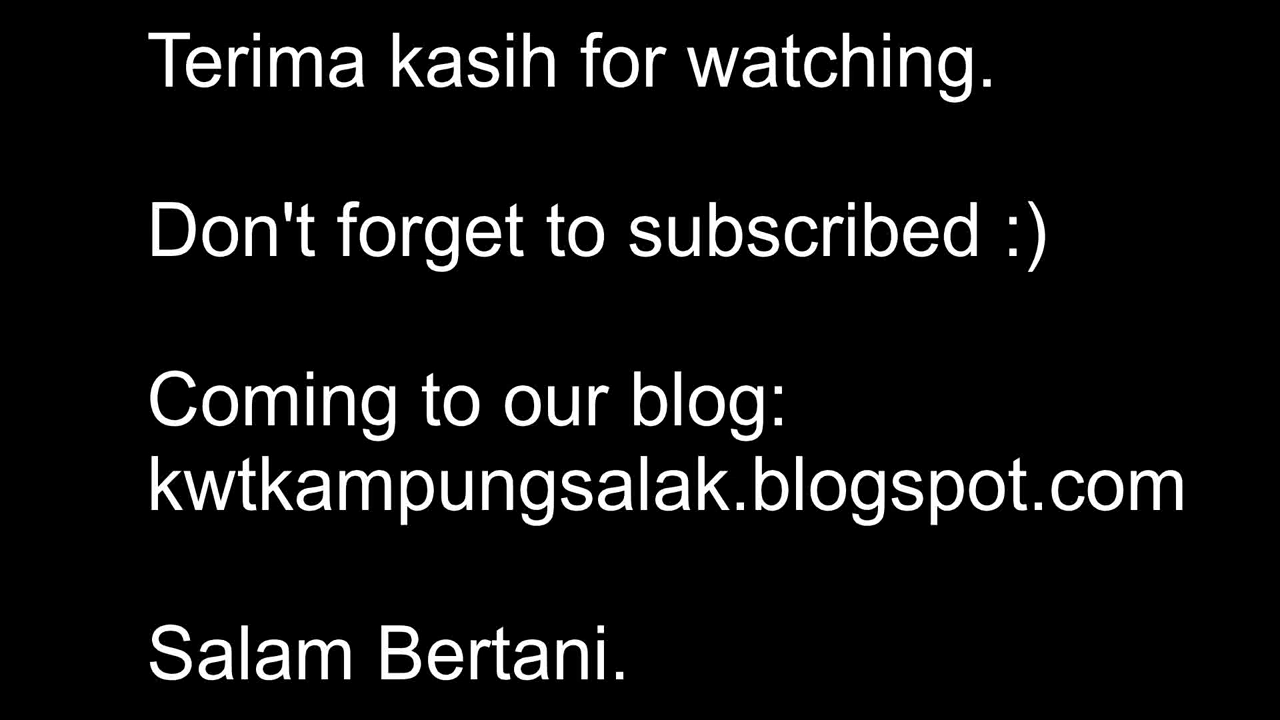 Terima kasih for watching.
Don't forget to subscribed :)
Coming to our blog:
kwtkampungsalak.blogspot.com
Salam Bertani.